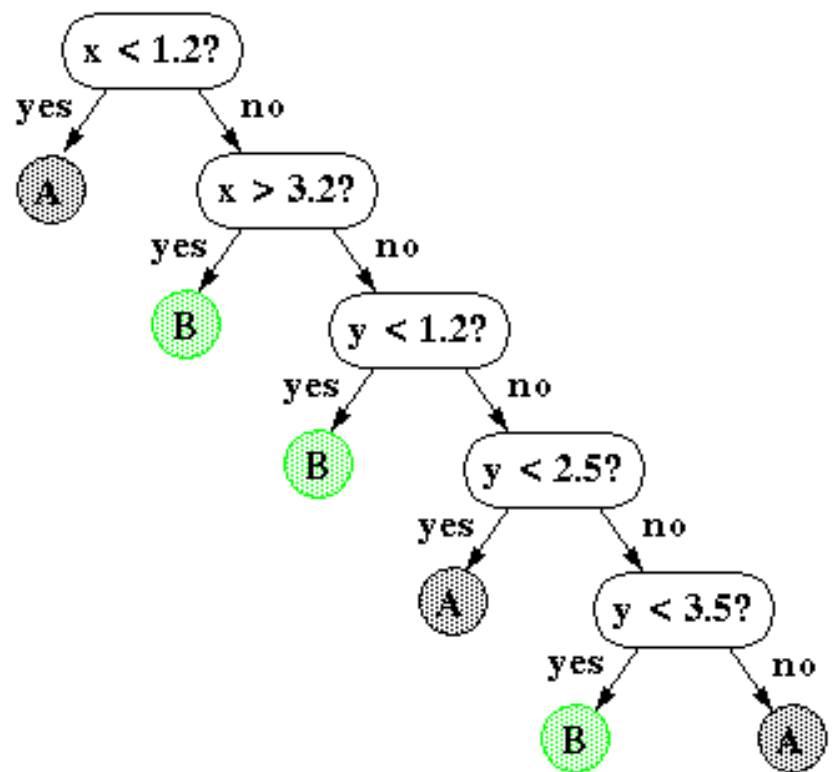 x < 1.2?
yes
no
A
x > 3.2?
yes
no
B
y < 1.2?
yes
no
B
y < 2.5?
yes
no
A
y < 3.5?
yes
no
B
A